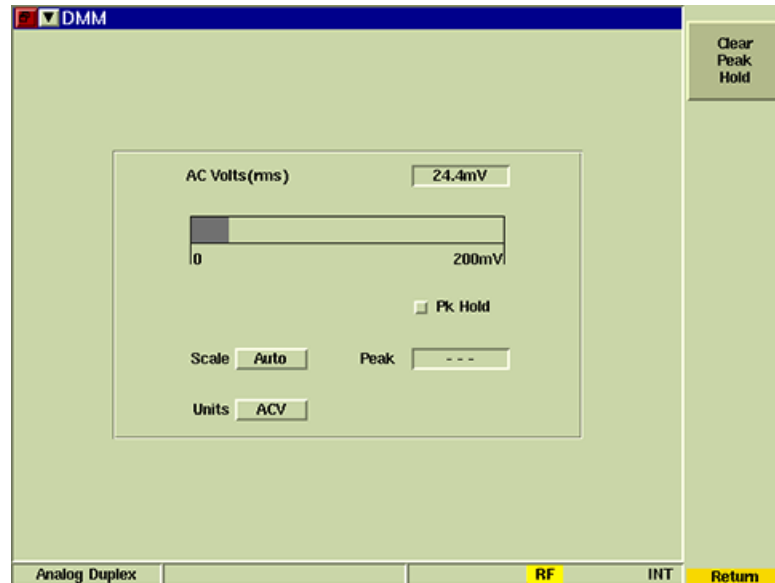 DMM
Clear
Peak
Hold
AC Volts(rms) 24.4mV
0 200mV
Pk Hold
Scale Auto Peak - - -
Units ACV
Analog Duplex RF INT Return